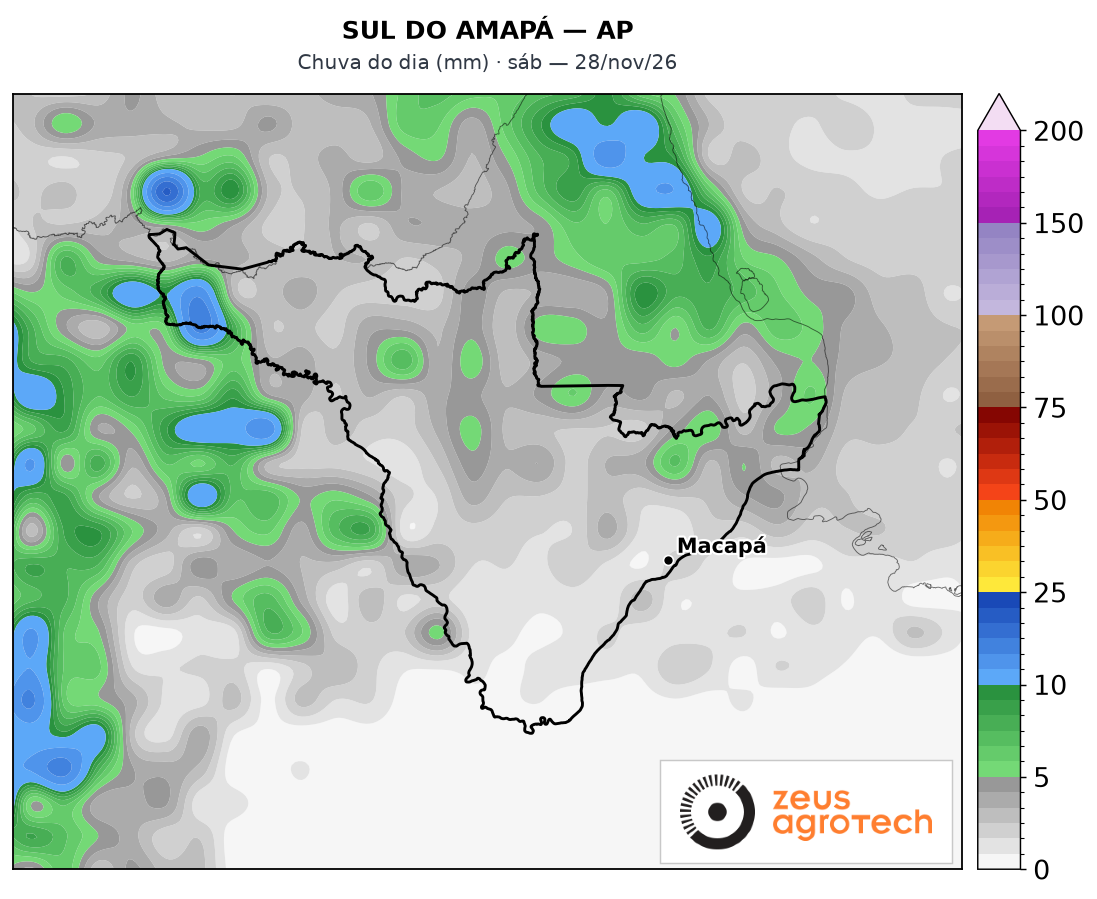 SUL DO AMAPÁ — AP
Chuva do dia (mm) · sáb — 28/nov/26
200
150
100
75
50
25
10
5
0
Macapá
zeus
agroTech